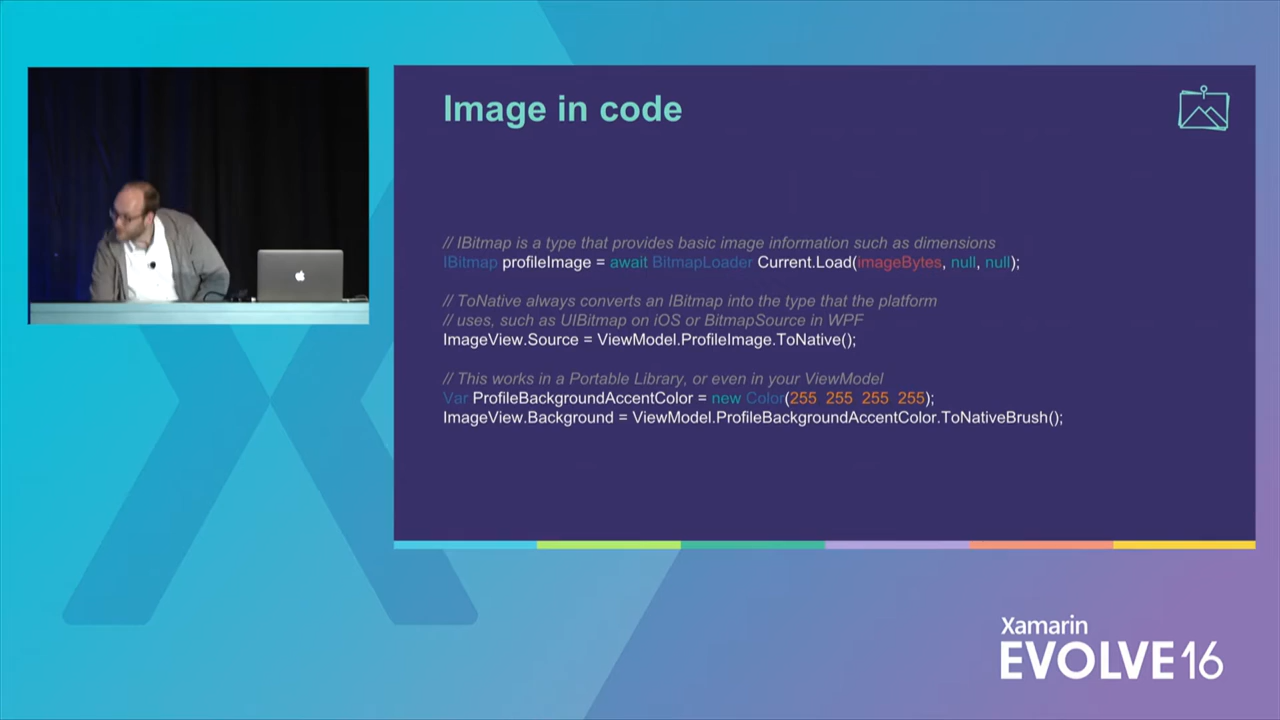 Image in code
// IBitmap is a type that provides basic image information such as dimensions
IBitmap profileImage = await BitmapLoader Current.Load(imageBytes, null, null);
// ToNative always converts an IBitmap into the type that the platform
// uses, such as UIBitmap on iOS or BitmapSource in WPF
ImageView.Source = ViewModel.ProfileImage.ToNative();
// This works in a Portable Library, or even in your ViewModel
Var ProfileBackgroundAccentColor = new Color(255 255 255 255);
ImageView.Background = ViewModel.ProfileBackgroundAccentColor.ToNativeBrush();
Xamarin
EVOLVE16